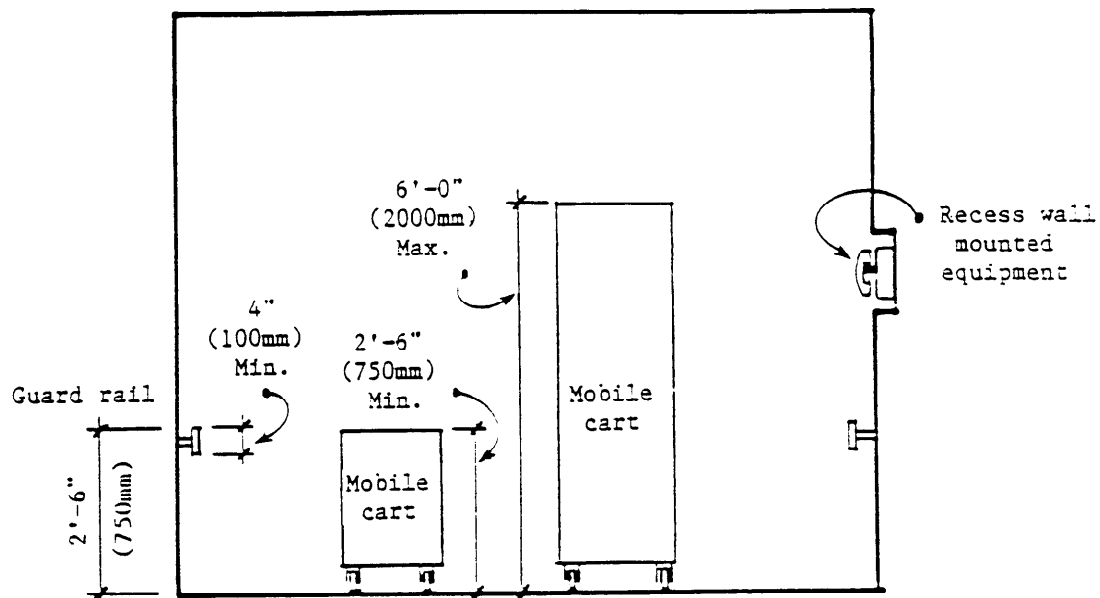 6'-0"
(2000mm)
Max.
Recess wall
mounted
equipment
4"
(100mm)
Min.
2'-6"
(750mm)
Min.
Guard rail
Mobile
cart
Mobile
cart
2'-6"
(750mm)